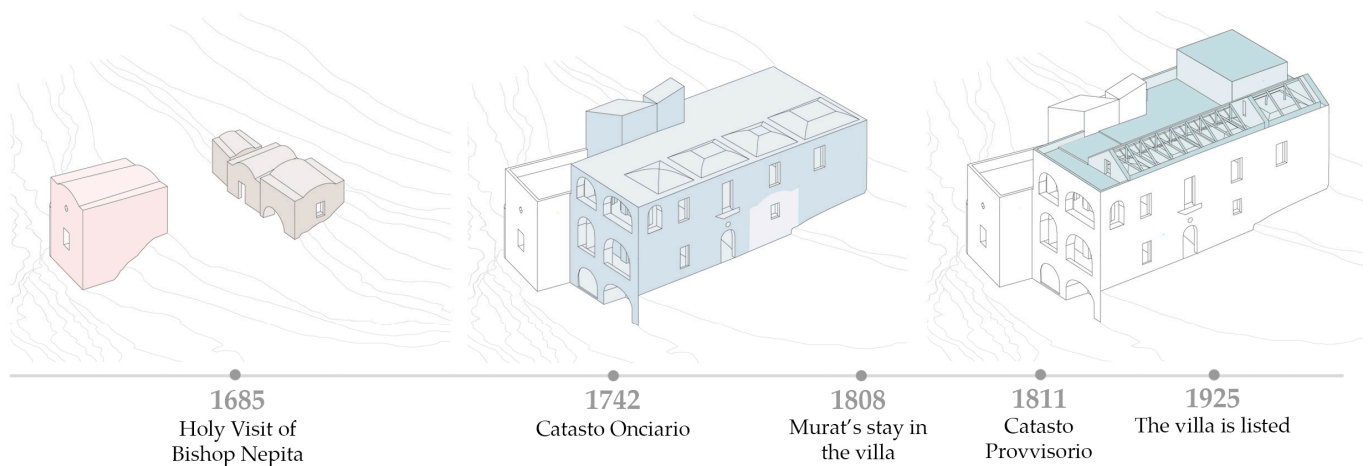 1685
Holy Visit of
Bishop Nepita
1742
Catasto Onciario
1808
Murat's stay in
the villa
1811
Catasto
Provvisorio
1925
The villa is listed